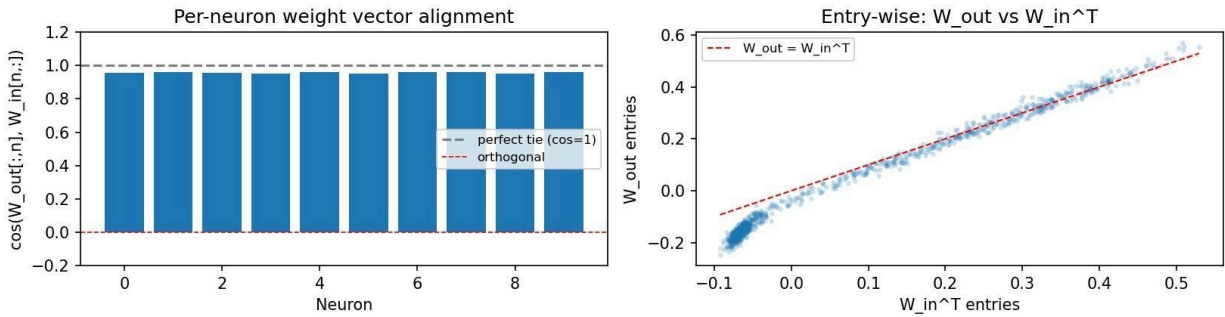 Per-neuron weight vector alignment
cos(W_out[:,n], W_in[n,:])
1.2
1.0
0.8
0.6
0.4
0.2
0.0
−0.2
perfect tie (cos=1)
orthogonal
0
2
4
6
8
Neuron
Entry-wise: W_out vs W_in^T
W_out entries
0.6
0.4
0.2
0.0
−0.2
W_out = W_in^T
−0.1
0.0
0.1
0.2
0.3
0.4
0.5
W_in^T entries